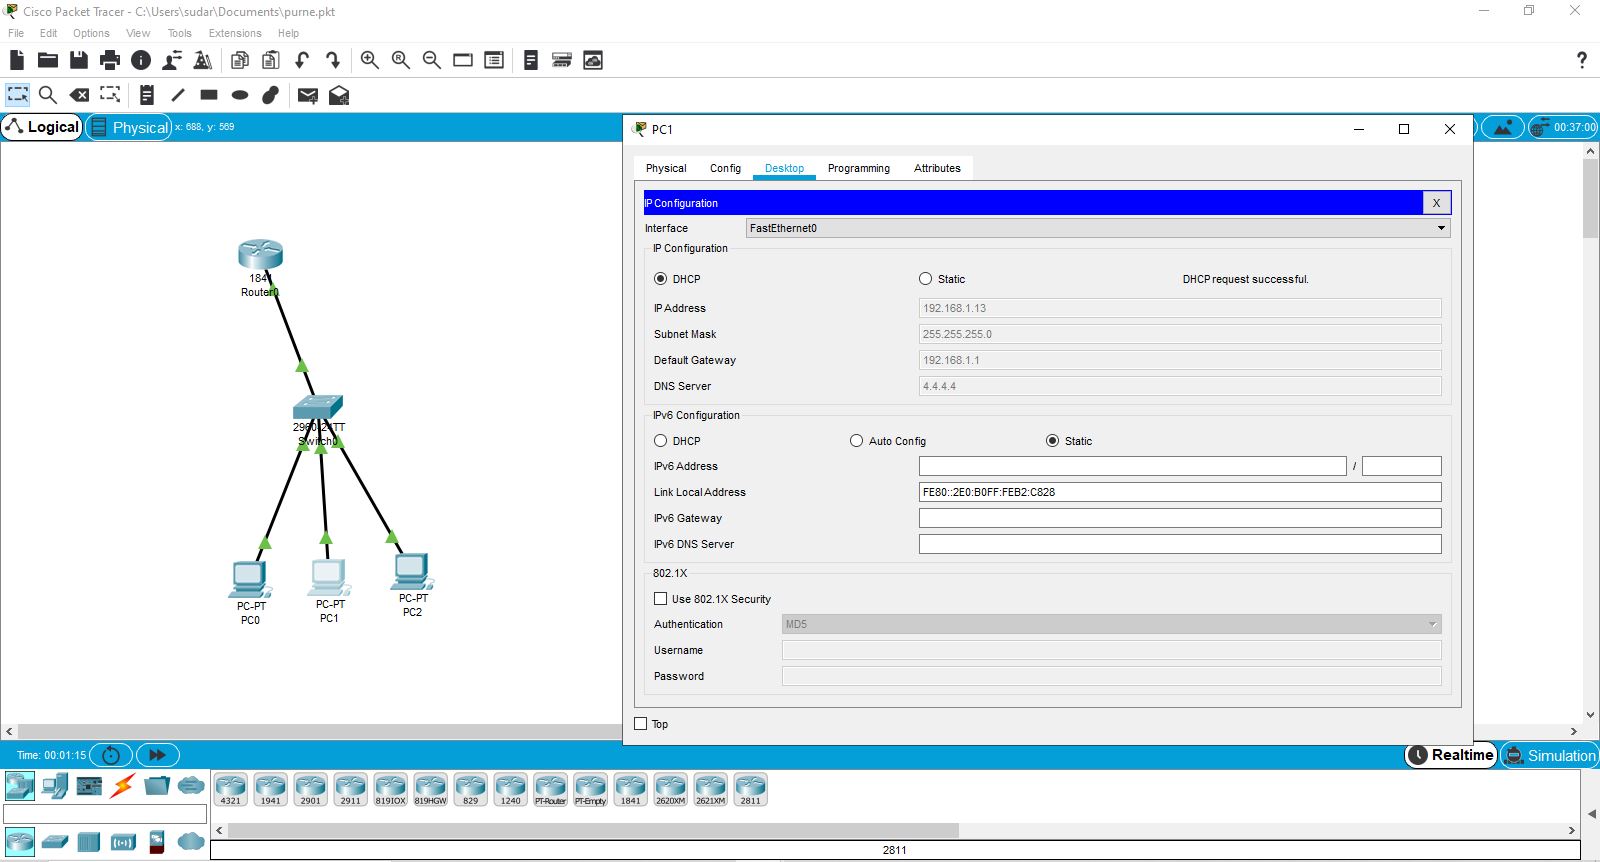 Cisco Packet Tracer - C:\Users\sudar\Documents\purne.pkt
File Edit Options View Tools Extensions Help
?
Logical Physical x: 688, y: 569
00:37:00
1841
Router0
2960-24TT
Switch0
PC-PT
PC0
PC-PT
PC1
PC-PT
PC2
PC1
Physical Config Desktop Programming Attributes
IP Configuration X
Interface FastEthernet0
IP Configuration
DHCP Static DHCP request successful.
IP Address 192.168.1.13
Subnet Mask 255.255.255.0
Default Gateway 192.168.1.1
DNS Server 4.4.4.4
IPv6 Configuration
DHCP Auto Config Static
IPv6 Address /
Link Local Address FE80::2E0:B0FF:FEB2:C828
IPv6 Gateway
IPv6 DNS Server
802.1X
Use 802.1X Security
Authentication MD5
Username
Password
Top
Time: 00:01:15
Realtime Simulation
4321 1941 2901 2911 819IOX 819HGW 829 1240 PT-Router PT-Empty 1841 2620XM 2621XM 2811
2811